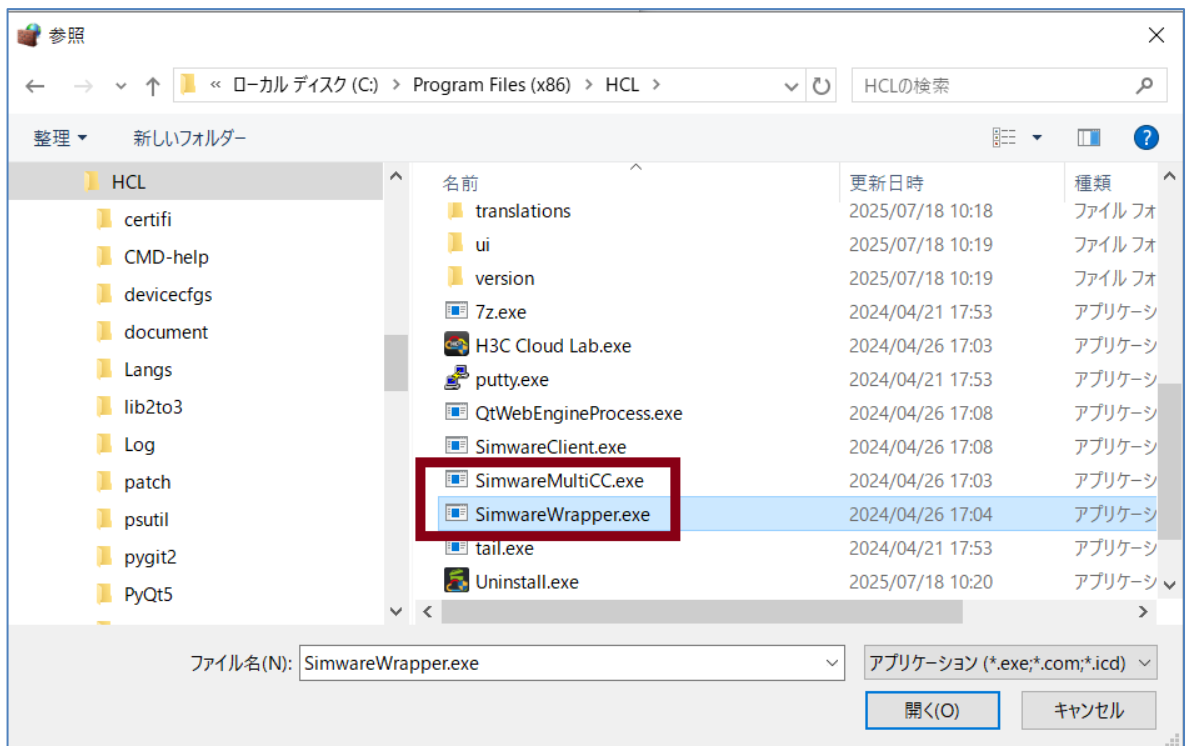 参照
« ローカル ディスク (C:) > Program Files (x86) > HCL >
HCLの検索
整理 新しいフォルダー
HCL
certifi
CMD-help
devicecfgs
document
Langs
lib2to3
Log
patch
psutil
pygit2
PyQt5
名前 更新日時 種類
translations 2025/07/18 10:18 ファイル フォ
ui 2025/07/18 10:19 ファイル フォ
version 2025/07/18 10:19 ファイル フォ
7z.exe 2024/04/21 17:53 アプリケーシ
H3C Cloud Lab.exe 2024/04/26 17:03 アプリケーシ
putty.exe 2024/04/21 17:53 アプリケーシ
QtWebEngineProcess.exe 2024/04/26 17:08 アプリケーシ
SimwareClient.exe 2024/04/26 17:08 アプリケーシ
SimwareMultiCC.exe 2024/04/26 17:03 アプリケーシ
SimwareWrapper.exe 2024/04/26 17:04 アプリケーシ
tail.exe 2024/04/21 17:53 アプリケーシ
Uninstall.exe 2025/07/18 10:20 アプリケーシ
ファイル名(N): SimwareWrapper.exe
アプリケーション (*.exe;*.com;*.icd)
開く(O) キャンセル